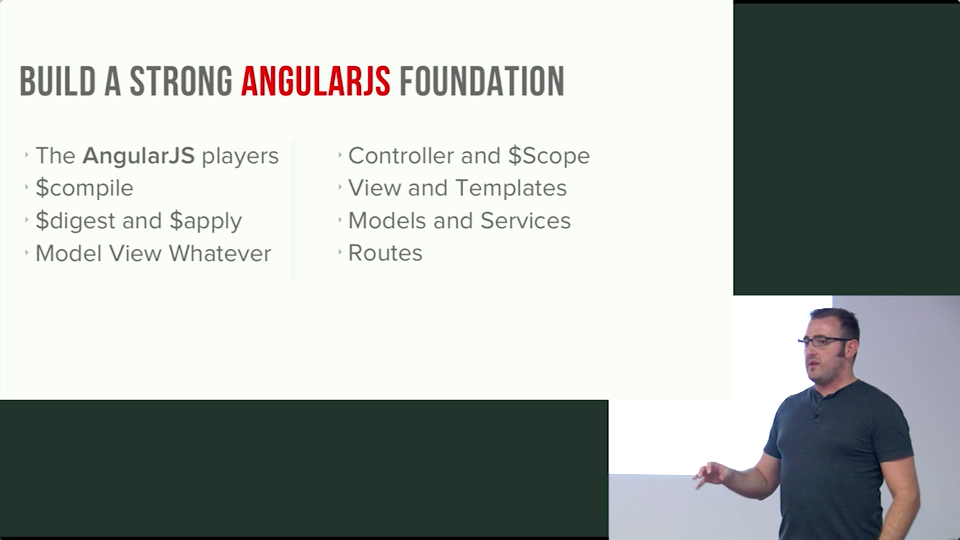 BUILD A STRONG ANGULARJS FOUNDATION
The AngularJS players
$compile
$digest and $apply
Model View Whatever
Controller and $Scope
View and Templates
Models and Services
Routes